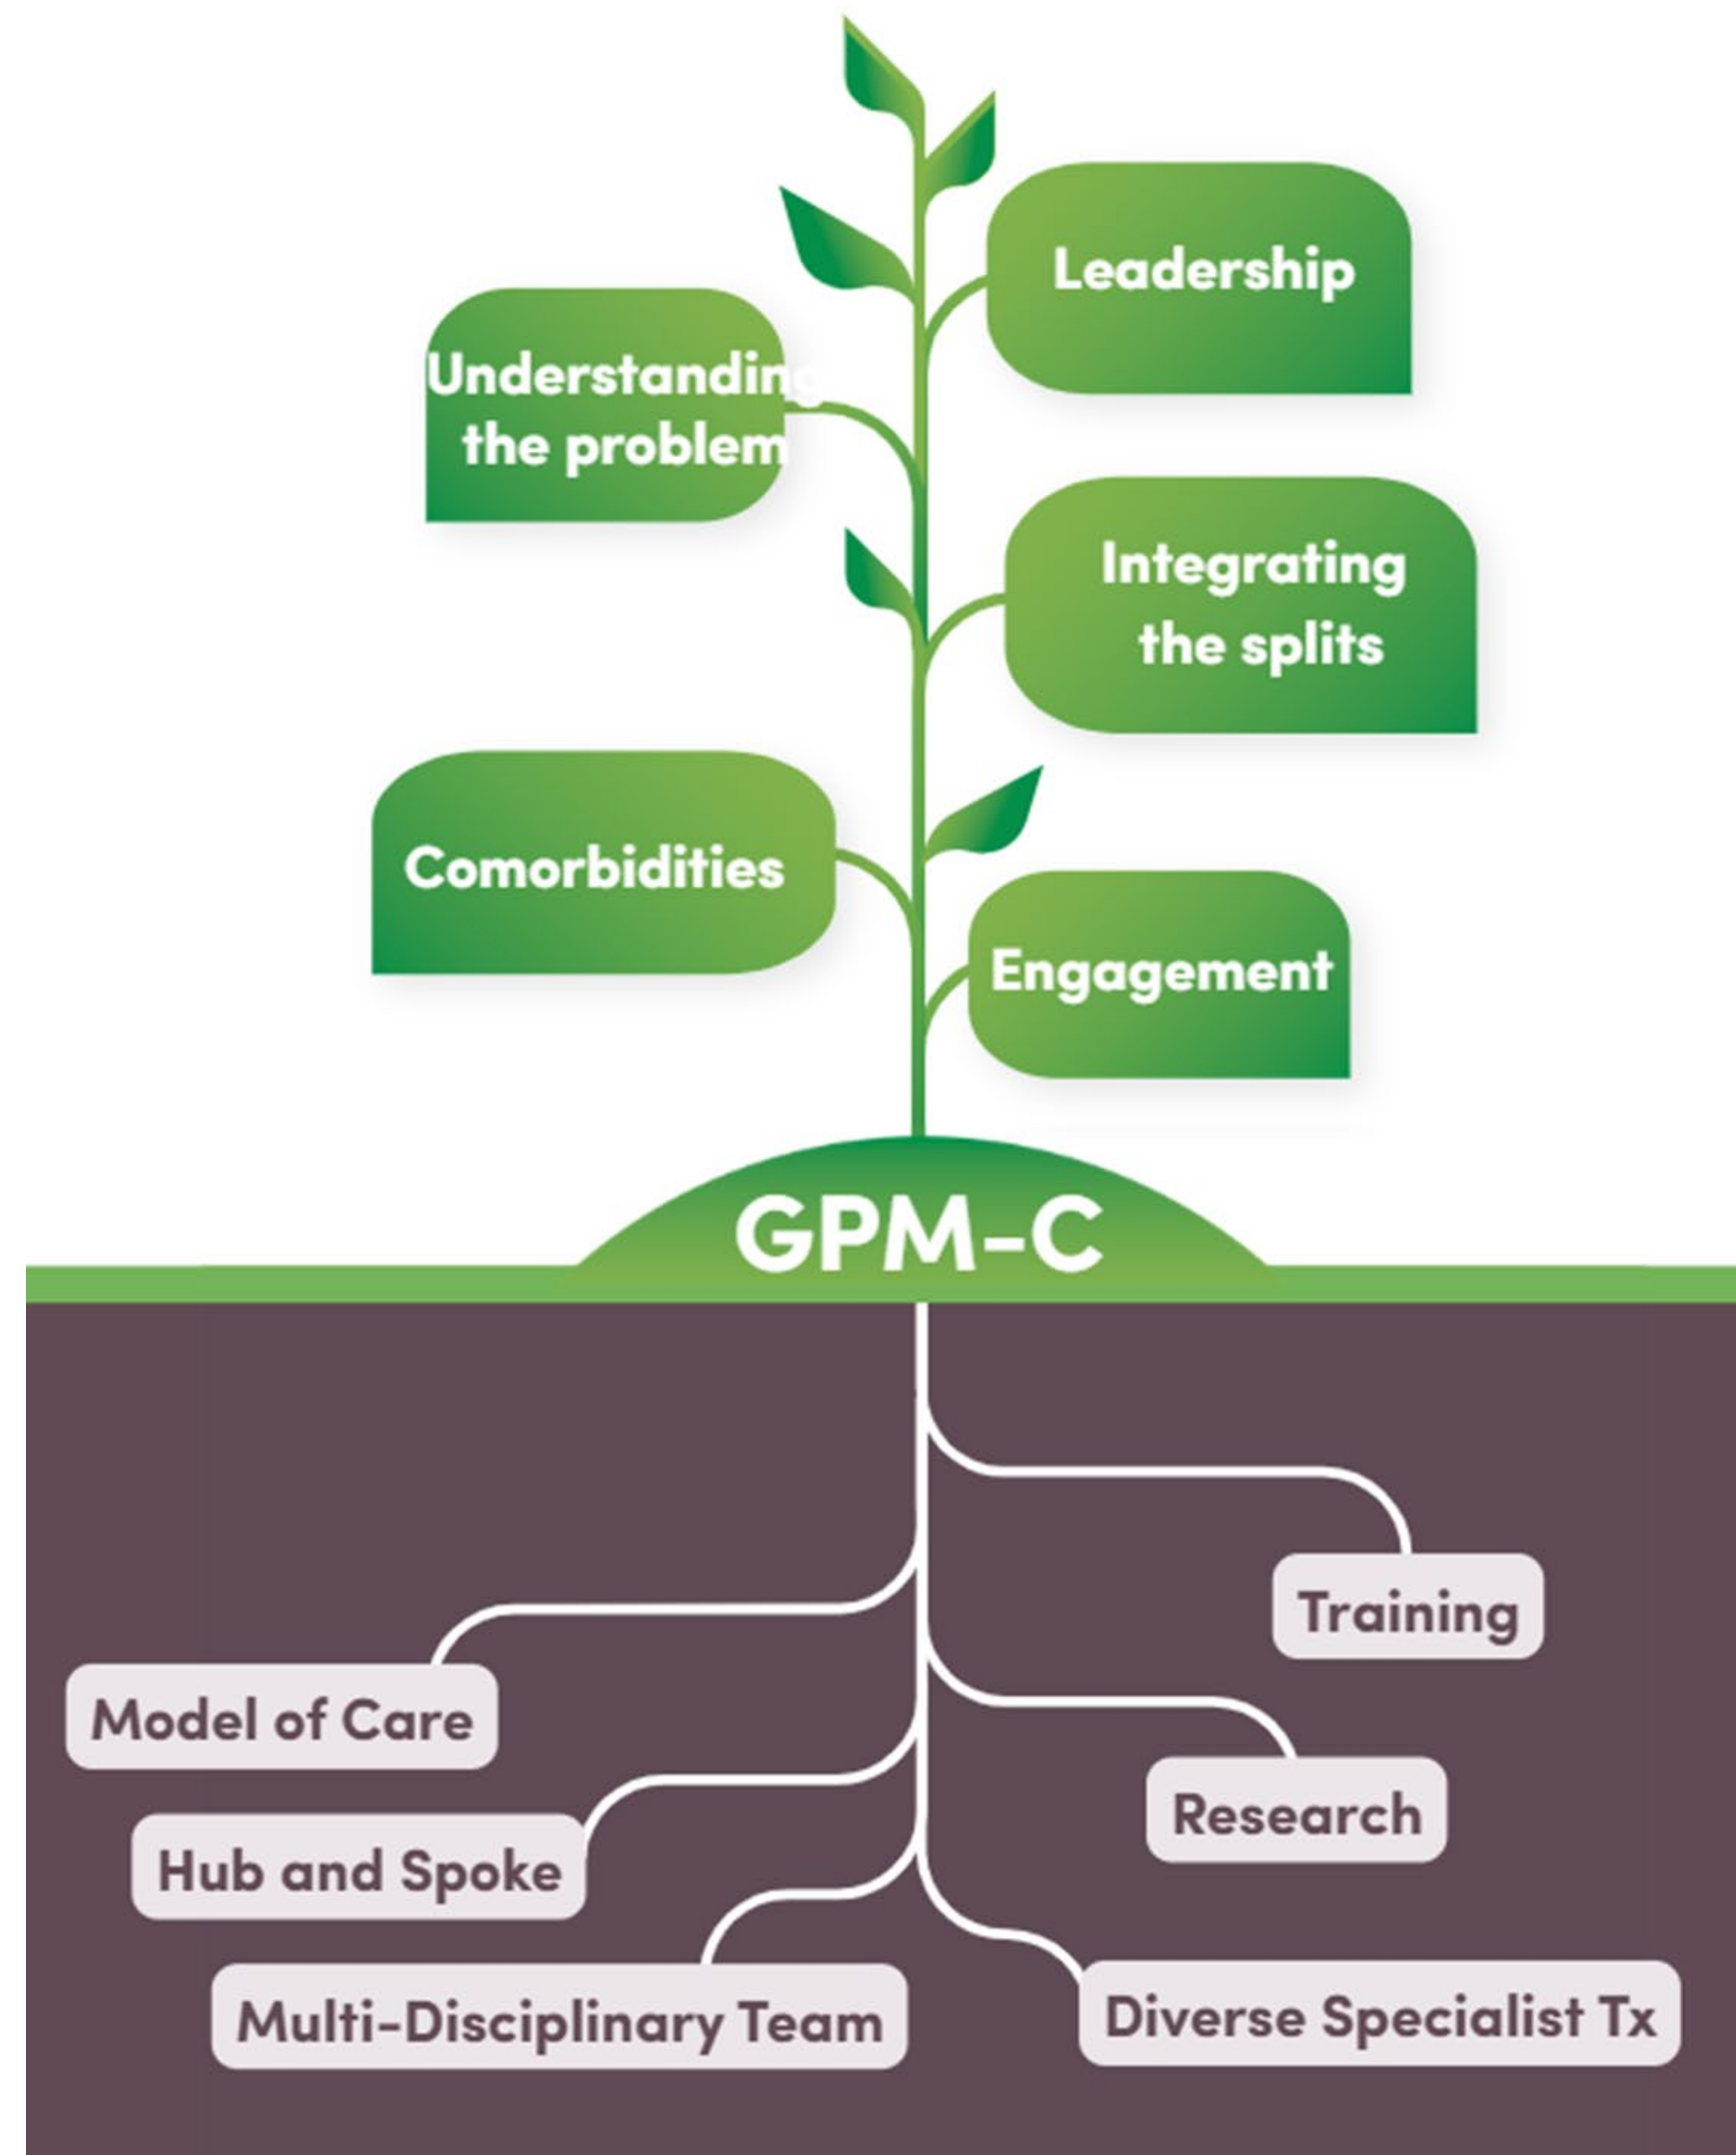 Leadership
Understanding
the problem
Integrating
the splits
Comorbidities
Engagement
GPM-C
Training
Model of Care
Research
Hub and Spoke
Multi-Disciplinary Team
Diverse Specialist Tx